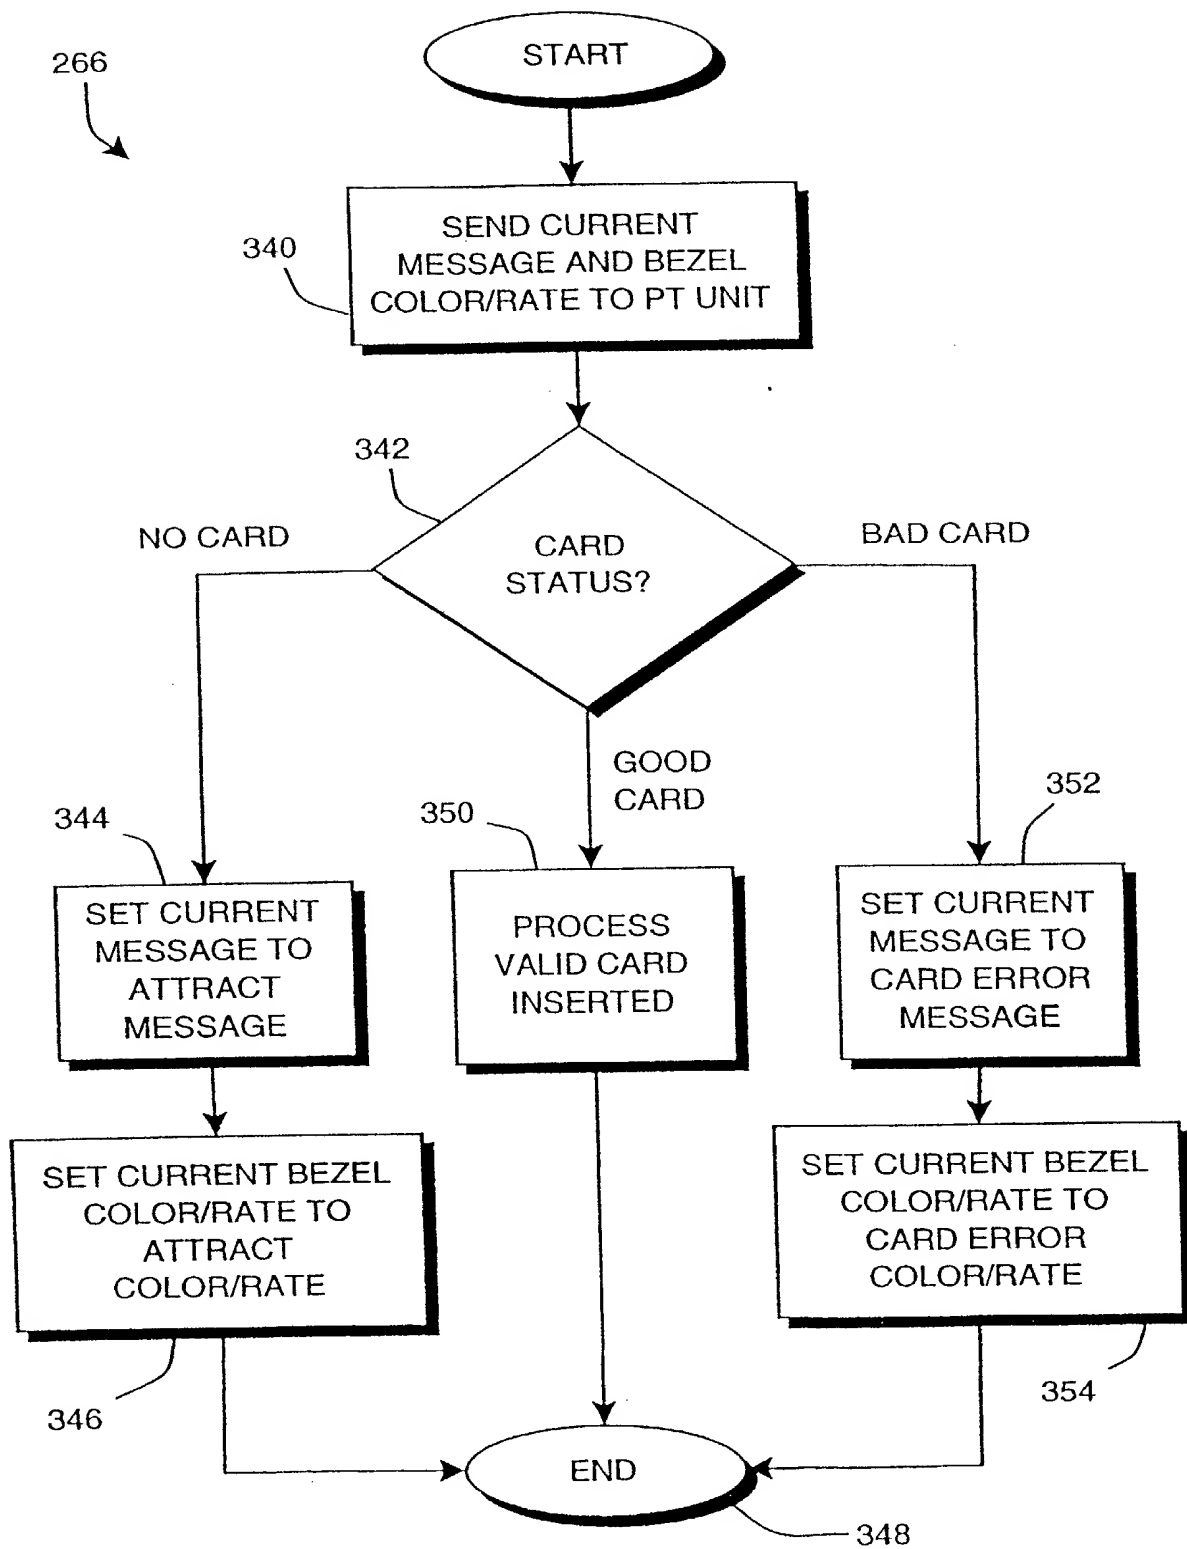 START
266
SEND CURRENT
MESSAGE AND BEZEL
COLOR/RATE TO PT UNIT
340
342
CARD
STATUS?
NO CARD
BAD CARD
GOOD
CARD
344
350
352
SET CURRENT
MESSAGE TO
ATTRACT
MESSAGE
PROCESS
VALID CARD
INSERTED
SET CURRENT
MESSAGE TO
CARD ERROR
MESSAGE
SET CURRENT BEZEL
COLOR/RATE TO
ATTRACT
COLOR/RATE
SET CURRENT BEZEL
COLOR/RATE TO
CARD ERROR
COLOR/RATE
346
354
END
348